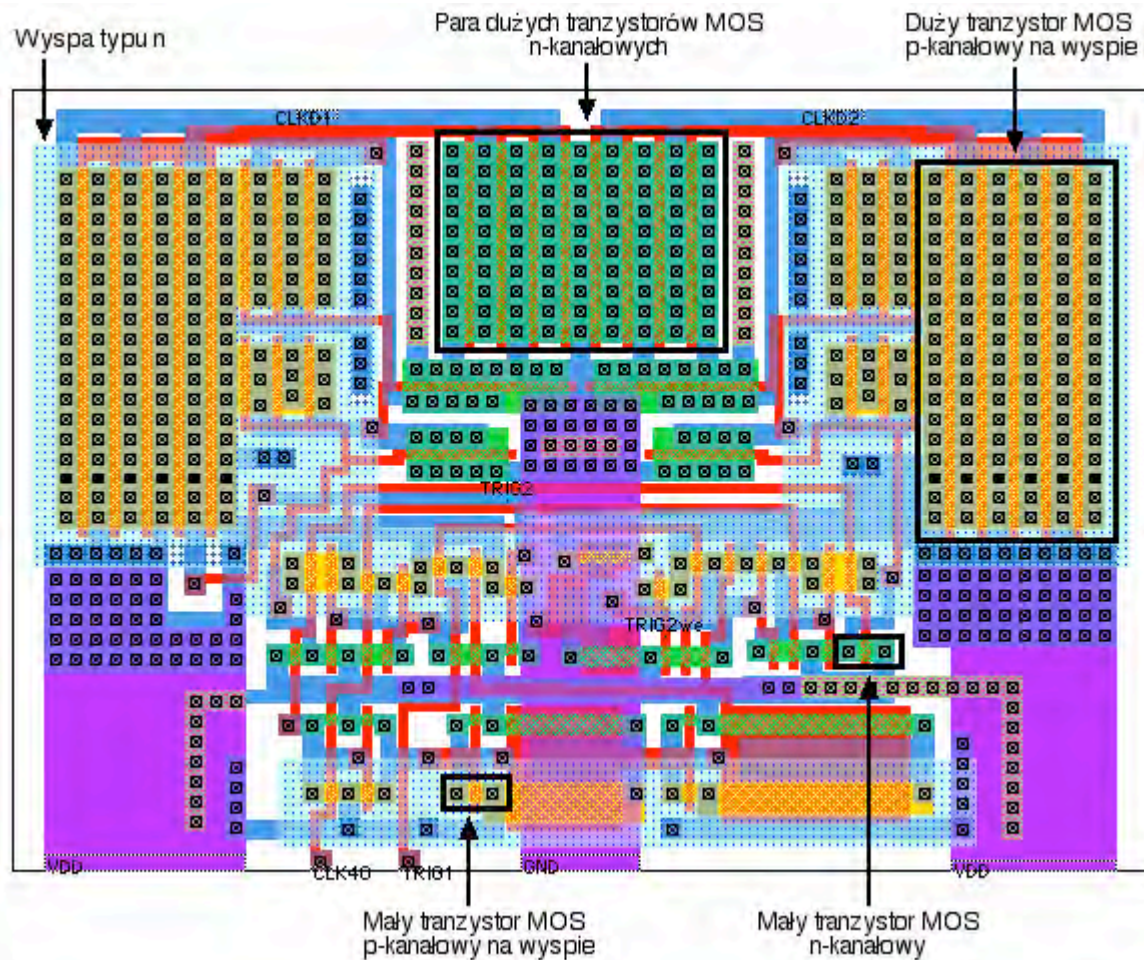 Wyspa typu n
Para dużych tranzystorów MOS
n-kanałowych
Duży tranzystor MOS
p-kanałowy na wyspie
CLKD1
CLKD2
TRIG2
TRIG2we
VDD
CLK40
TRIG1
GND
VDD
Mały tranzystor MOS
p-kanałowy na wyspie
Mały tranzystor MOS
n-kanałowy